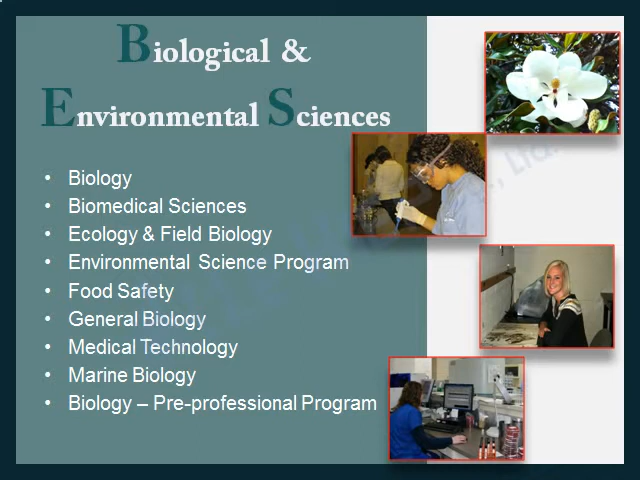 Biological &
Environmental Sciences
• Biology
• Biomedical Sciences
• Ecology & Field Biology
• Environmental Science Program
• Food Safety
• General Biology
• Medical Technology
• Marine Biology
• Biology – Pre-professional Program
Ltd.